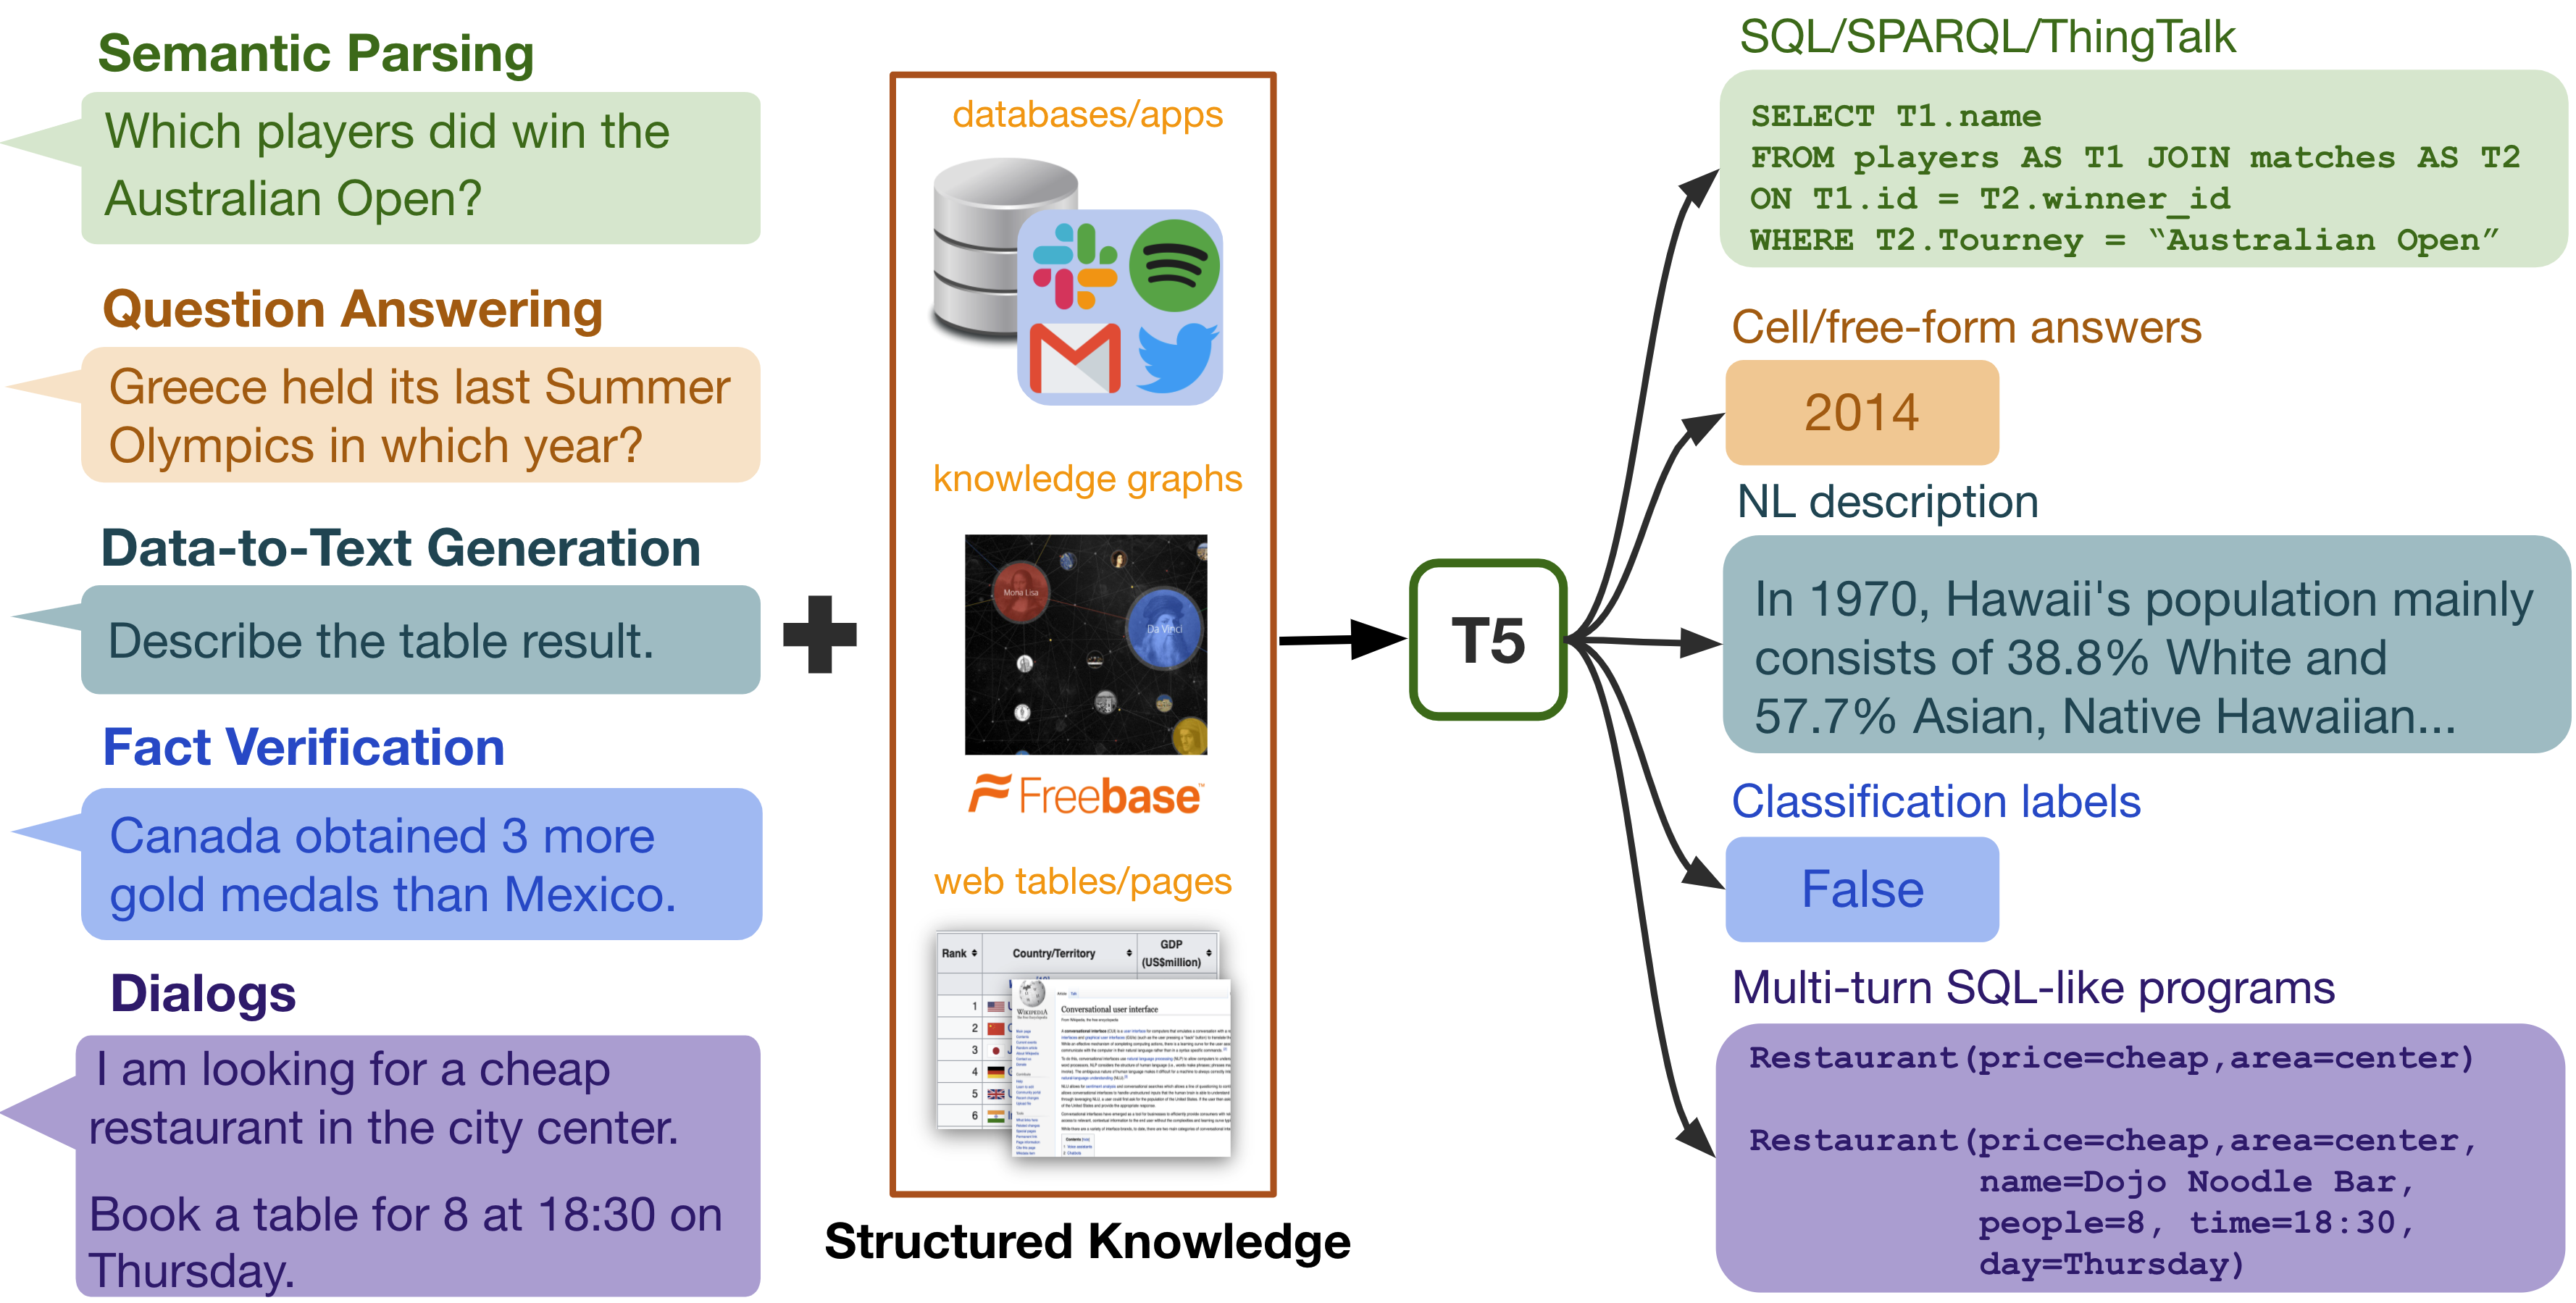 Semantic Parsing
Which players did win the
Australian Open?
Question Answering
Greece held its last Summer
Olympics in which year?
Data-to-Text Generation
Describe the table result.
Fact Verification
Canada obtained 3 more
gold medals than Mexico.
Dialogs
I am looking for a cheap
restaurant in the city center.
Book a table for 8 at 18:30 on
Thursday.
databases/apps
knowledge graphs
Mona Lisa
Da Vinci
Freebase
web tables/pages
Rank
Country/Territory
GDP
(US$million)
1
2
3
4
5
6
WIKIPEDIA
Conversational user interface
Structured Knowledge
T5
SQL/SPARQL/ThingTalk
SELECT T1.name
FROM players AS T1 JOIN matches AS T2
ON T1.id = T2.winner_id
WHERE T2.Tourney = “Australian Open”
Cell/free-form answers
2014
NL description
In 1970, Hawaii's population mainly
consists of 38.8% White and
57.7% Asian, Native Hawaiian...
Classification labels
False
Multi-turn SQL-like programs
Restaurant(price=cheap,area=center)
Restaurant(price=cheap,area=center,
name=Dojo Noodle Bar,
people=8, time=18:30,
day=Thursday)